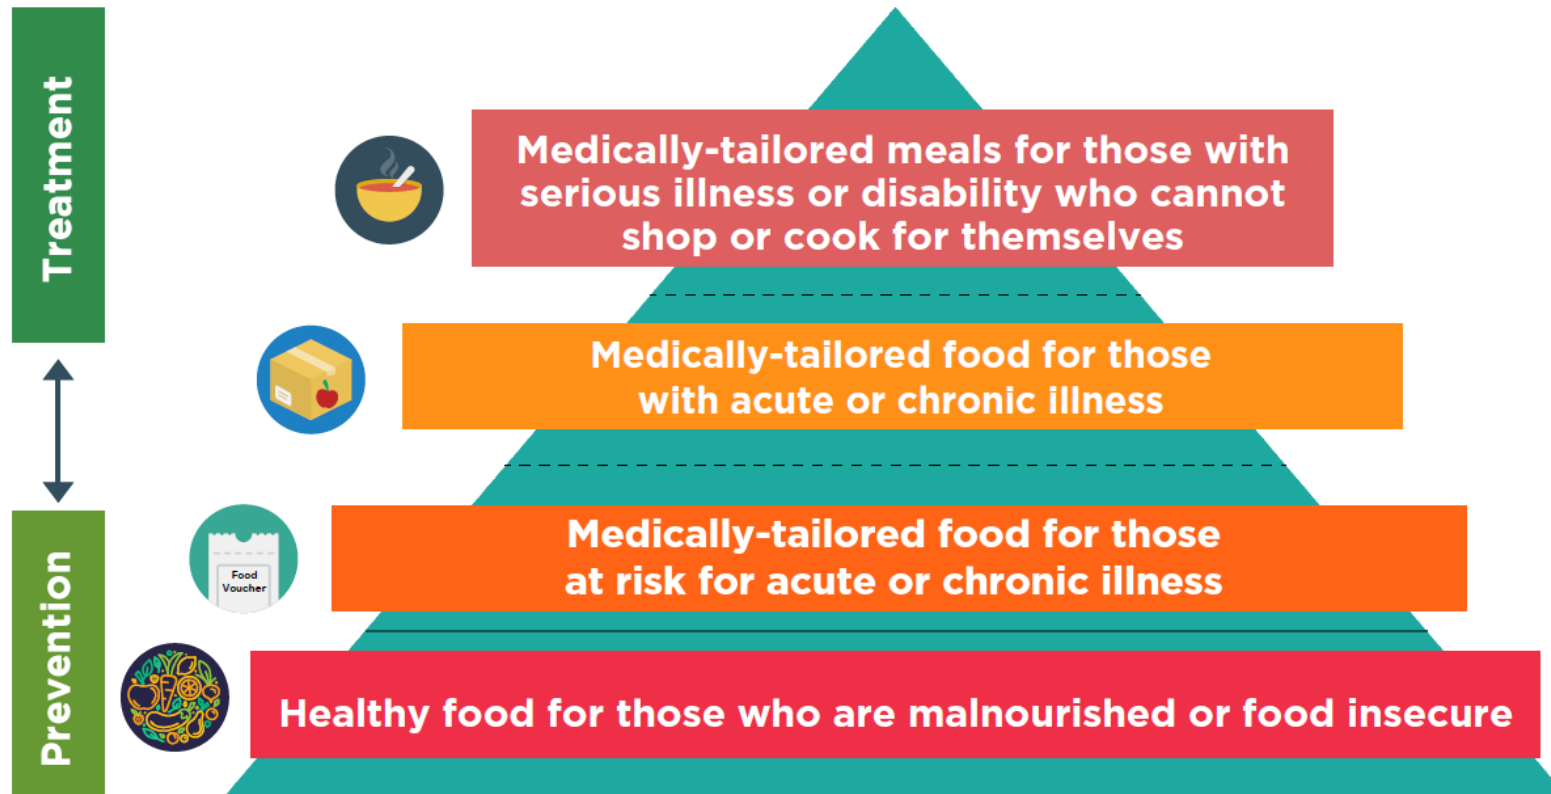 Treatment
Medically-tailored meals for those with
serious illness or disability who cannot
shop or cook for themselves
Medically-tailored food for those
with acute or chronic illness
Prevention
Food
Voucher
Medically-tailored food for those
at risk for acute or chronic illness
Healthy food for those who are malnourished or food insecure